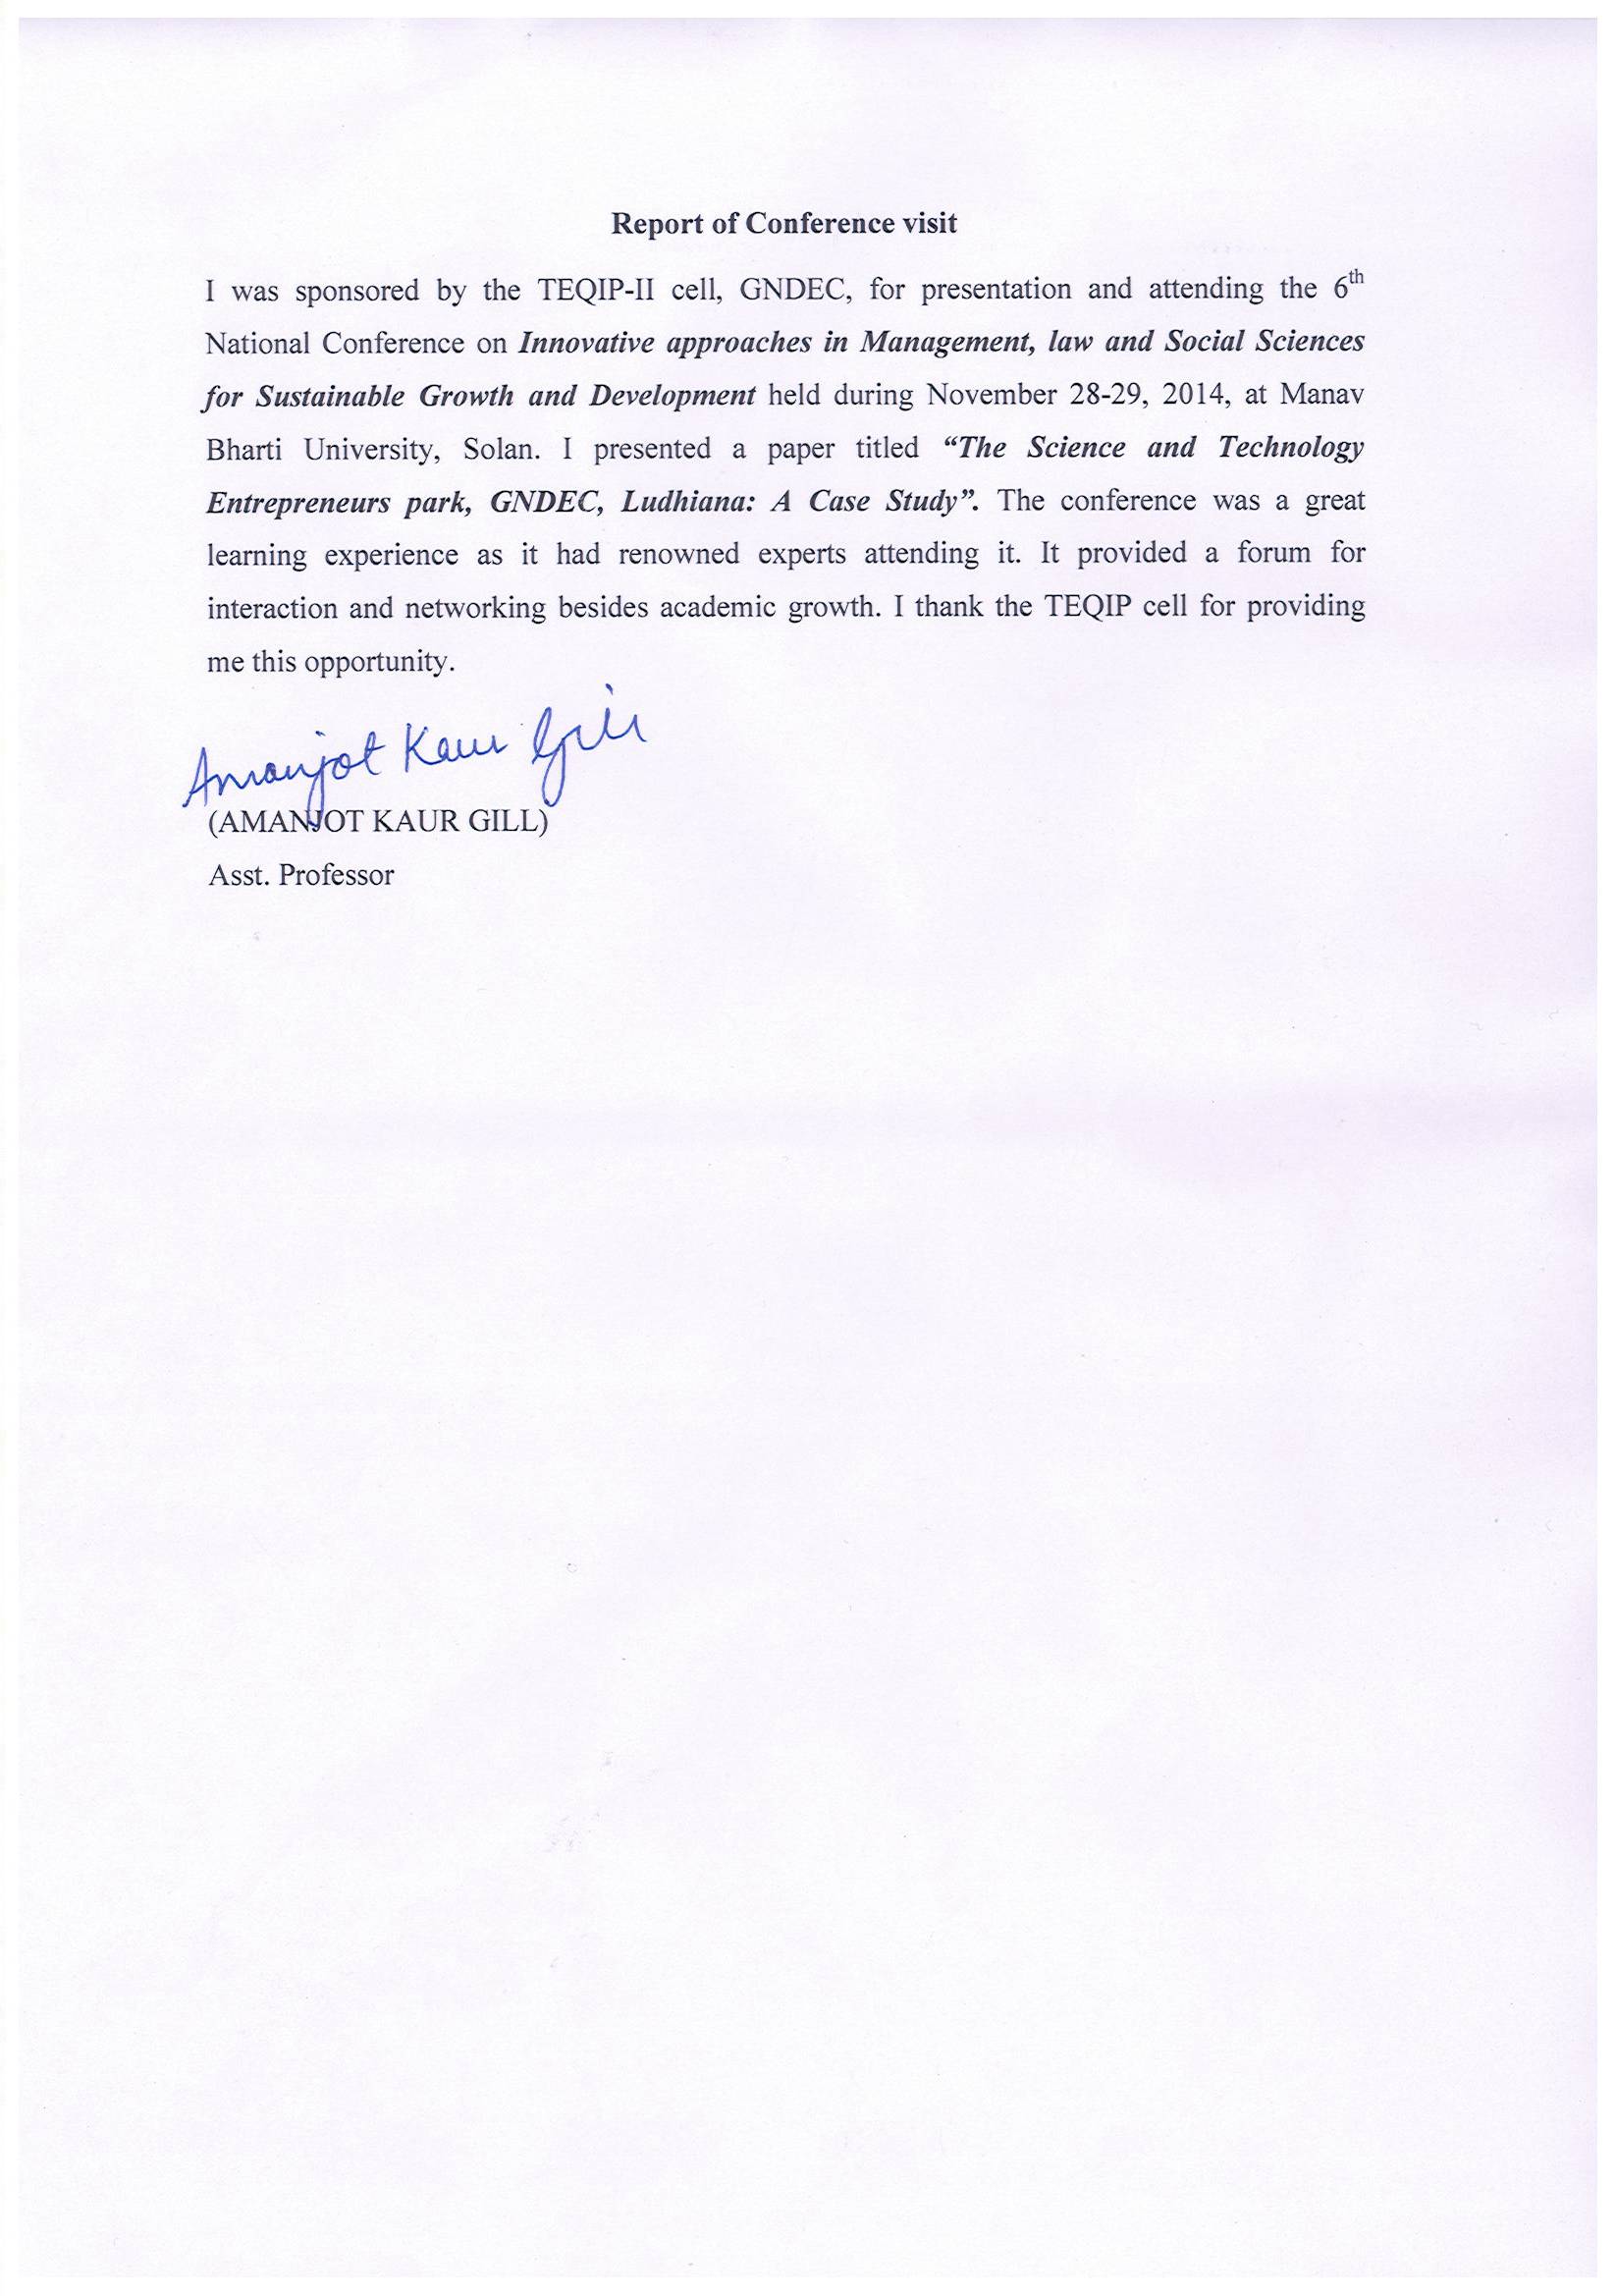 Report of Conference visit
I was sponsored by the TEQIP-II cell, GNDEC, for presentation and attending the 6th
National Conference on Innovative approaches in Management, law and Social Sciences
for Sustainable Growth and Development held during November 28-29, 2014, at Manav
Bharti University, Solan. I presented a paper titled “The Science and Technology
Entrepreneurs park, GNDEC, Ludhiana: A Case Study”. The conference was a great
learning experience as it had renowned experts attending it. It provided a forum for
interaction and networking besides academic growth. I thank the TEQIP cell for providing
me this opportunity.
Amanjot Kaur Gill
(AMANJOT KAUR GILL)
Asst. Professor